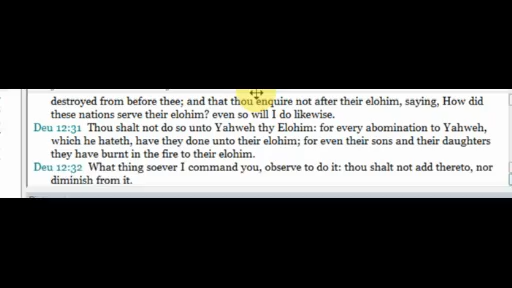 destroyed from before thee; and that thou enquire not after their elohim, saying, How did
these nations serve their elohim? even so will I do likewise.
Deu 12:31 Thou shalt not do so unto Yahweh thy Elohim: for every abomination to Yahweh,
which he hateth, have they done unto their elohim; for even their sons and their daughters
they have burnt in the fire to their elohim.
Deu 12:32 What thing soever I command you, observe to do it: thou shalt not add thereto, nor
diminish from it.